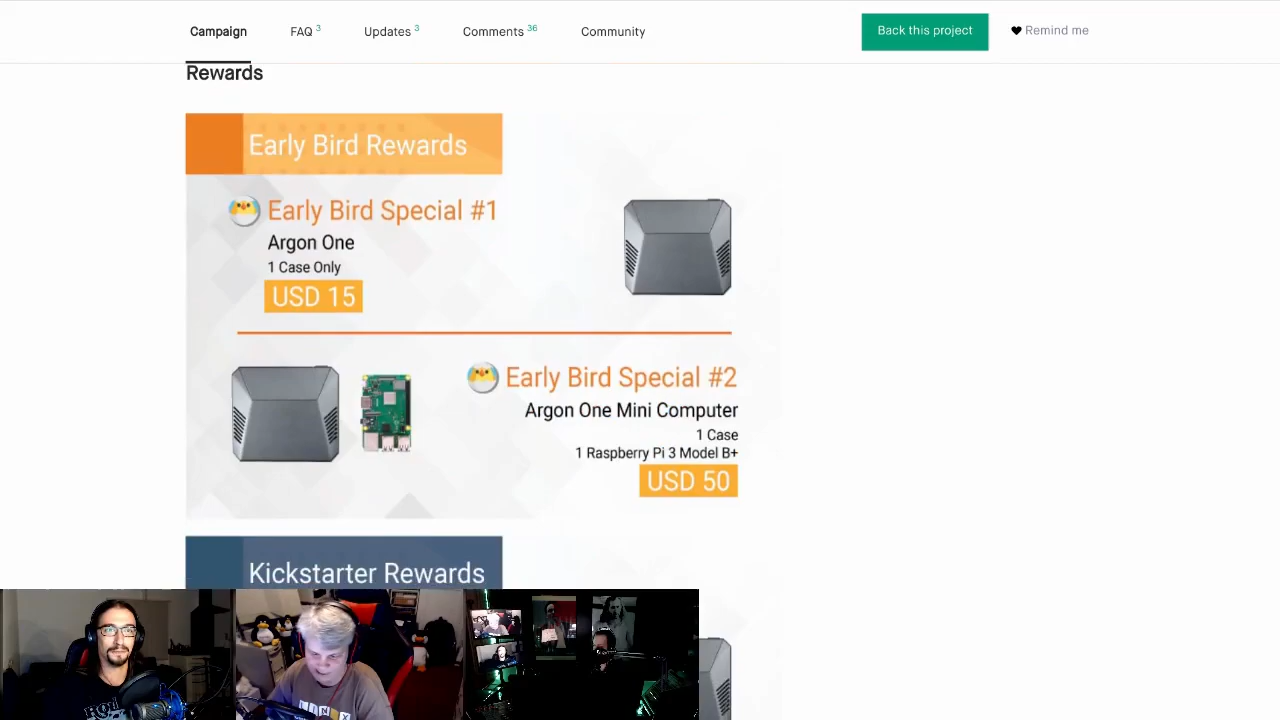 Campaign
FAQ 3
Updates 3
Comments 36
Community
Back this project
Remind me
Rewards
Early Bird Rewards
Early Bird Special #1
Argon One
1 Case Only
USD 15
Early Bird Special #2
Argon One Mini Computer
1 Case
1 Raspberry Pi 3 Model B+
USD 50
Kickstarter Rewards